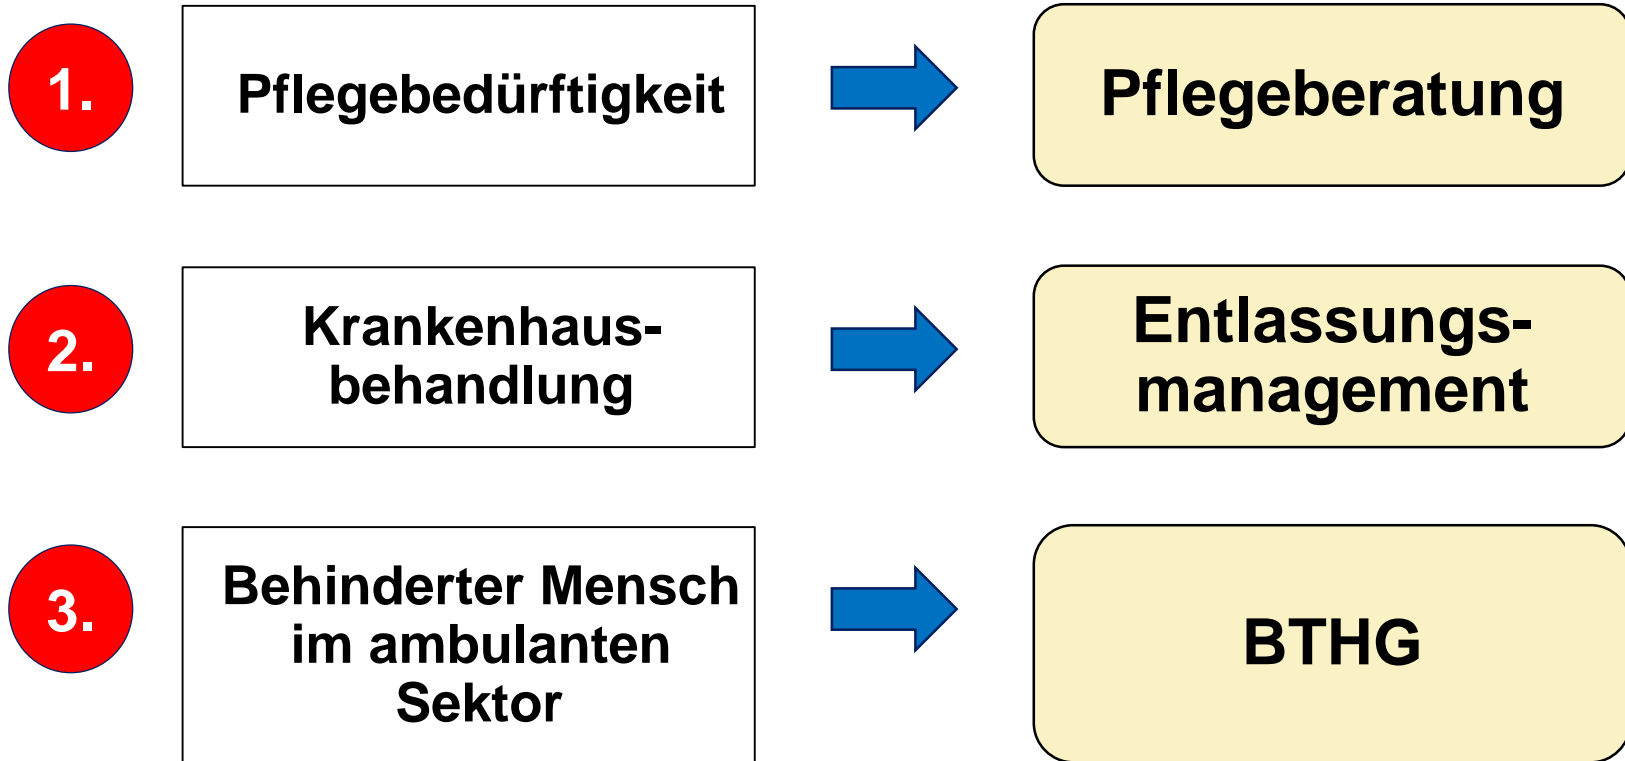 1.
Pflegebedürftigkeit
Pflegeberatung
2.
Krankenhaus-
behandlung
Entlassungs-
management
3.
Behinderter Mensch
im ambulanten
Sektor
BTHG